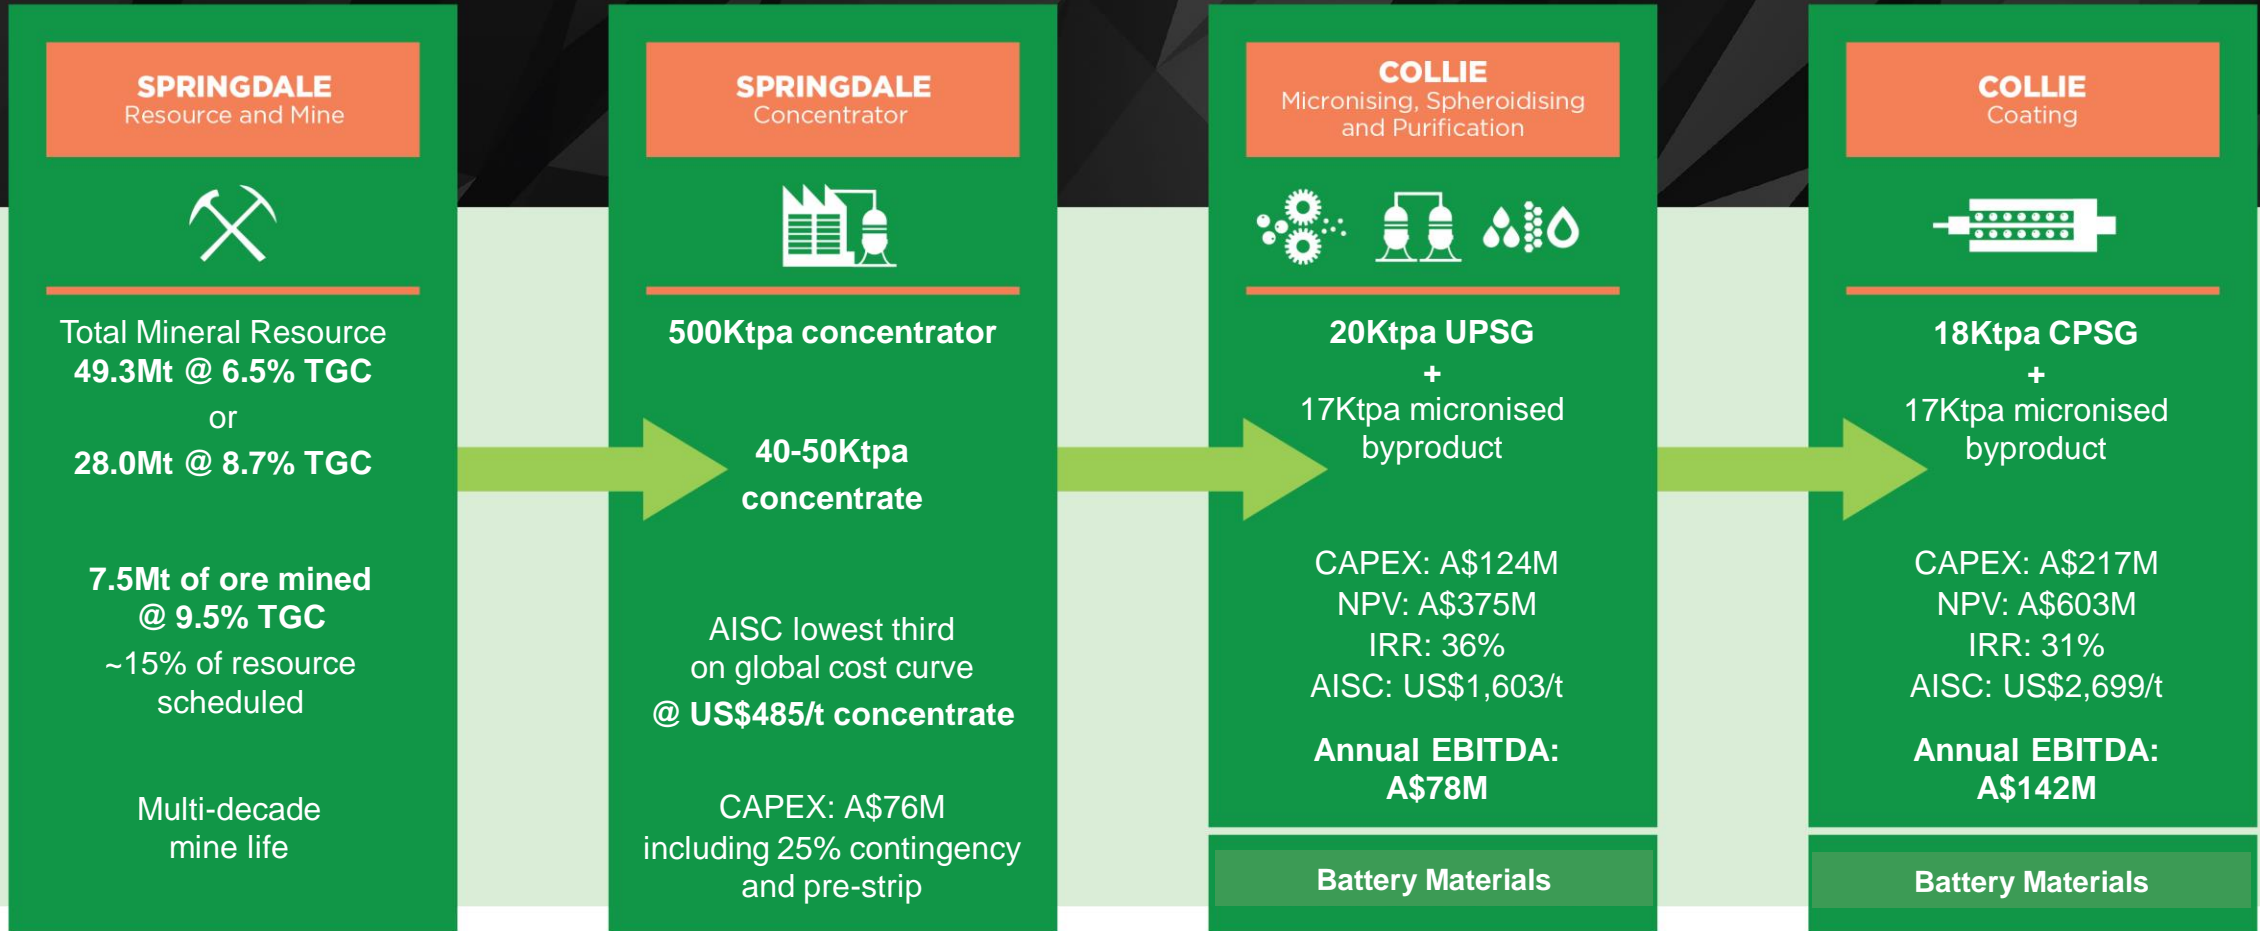 SPRINGDALE
Resource and Mine
Total Mineral Resource
49.3Mt @ 6.5% TGC
or
28.0Mt @ 8.7% TGC
7.5Mt of ore mined
@ 9.5% TGC
~15% of resource
scheduled
Multi-decade
mine life
SPRINGDALE
Concentrator
500Ktpa concentrator
40-50Ktpa
concentrate
AISC lowest third
on global cost curve
@ US$485/t concentrate
CAPEX: A$76M
including 25% contingency
and pre-strip
COLLIE
Micronising, Spheroidising
and Purification
20Ktpa UPSG
+
17Ktpa micronised
byproduct
CAPEX: A$124M
NPV: A$375M
IRR: 36%
AISC: US$1,603/t
Annual EBITDA:
A$78M
Battery Materials
COLLIE
Coating
18Ktpa CPSG
+
17Ktpa micronised
byproduct
CAPEX: A$217M
NPV: A$603M
IRR: 31%
AISC: US$2,699/t
Annual EBITDA:
A$142M
Battery Materials